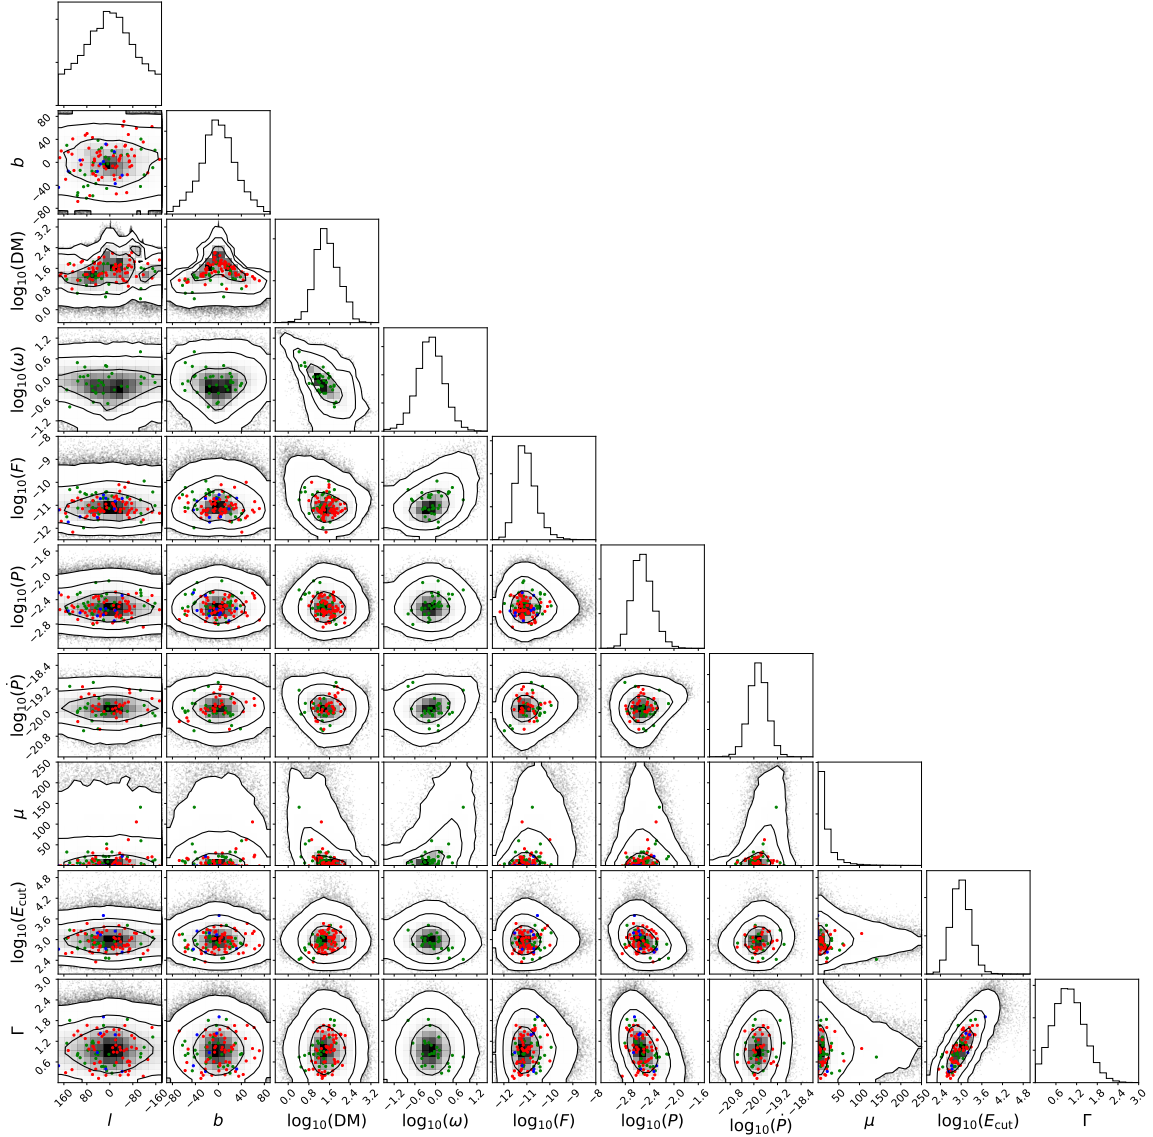 b
80
40
0
−40
−80
log₁₀(DM)
3.2
2.4
1.6
0.8
0.0
log₁₀(ω)
1.2
0.6
0.0
−0.6
−1.2
log₁₀(F)
−8
−9
−10
−11
−12
log₁₀(P)
−1.6
−2.0
−2.4
−2.8
log₁₀(Ṗ)
−18.4
−19.2
−20.0
−20.8
μ
250
200
150
100
50
log₁₀(E_cut)
4.8
4.2
3.6
3.0
2.4
Γ
3.0
2.4
1.8
1.2
0.6
160 80 0 −80 −160
−80 −40 0 40 80
0.0 0.8 1.6 2.4 3.2
−1.2 −0.6 0.0 0.6 1.2
−12 −11 −10 −9 −8
−2.8 −2.4 −2.0 −1.6
−20.8 −20.0 −19.2 −18.4
50 100 150 200 250
2.4 3.0 3.6 4.2 4.8
0.6 1.2 1.8 2.4 3.0
l b log₁₀(DM) log₁₀(ω) log₁₀(F) log₁₀(P) log₁₀(Ṗ) μ log₁₀(E_cut) Γ